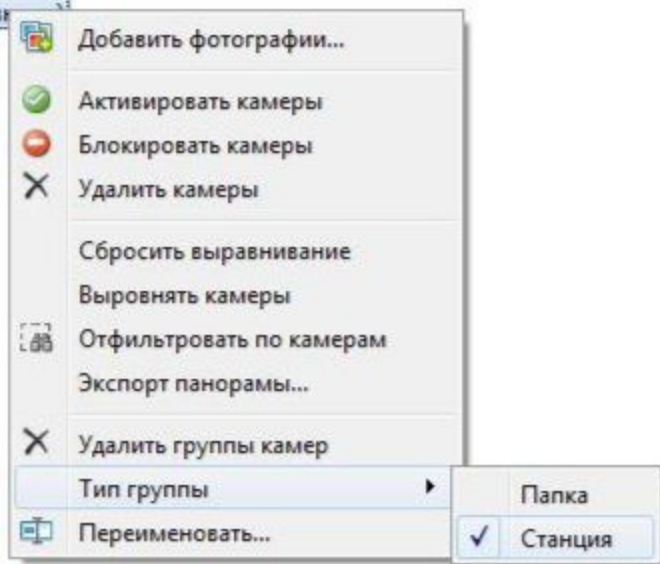 Добавить фотографии...
Активировать камеры
Блокировать камеры
Удалить камеры
Сбросить выравнивание
Выровнять камеры
Отфильтровать по камерам
Экспорт панорамы...
Удалить группы камер
Тип группы
Папка
Переименовать...
Станция